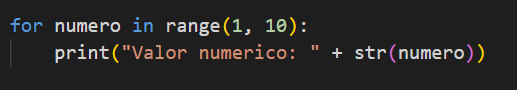 for numero in range(1, 10):
    print("Valor numerico: " + str(numero))